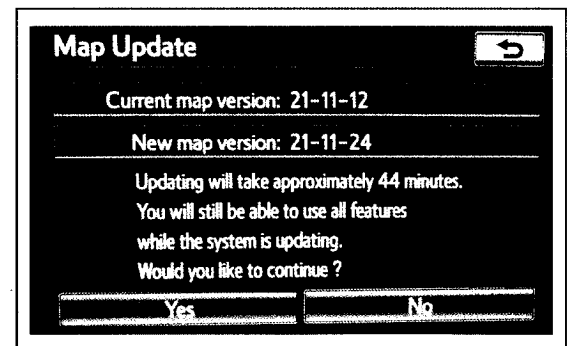 Map Update
Current map version: 21-11-12
New map version: 21-11-24
Updating will take approximately 44 minutes.
You will still be able to use all features
while the system is updating.
Would you like to continue ?
Yes
No